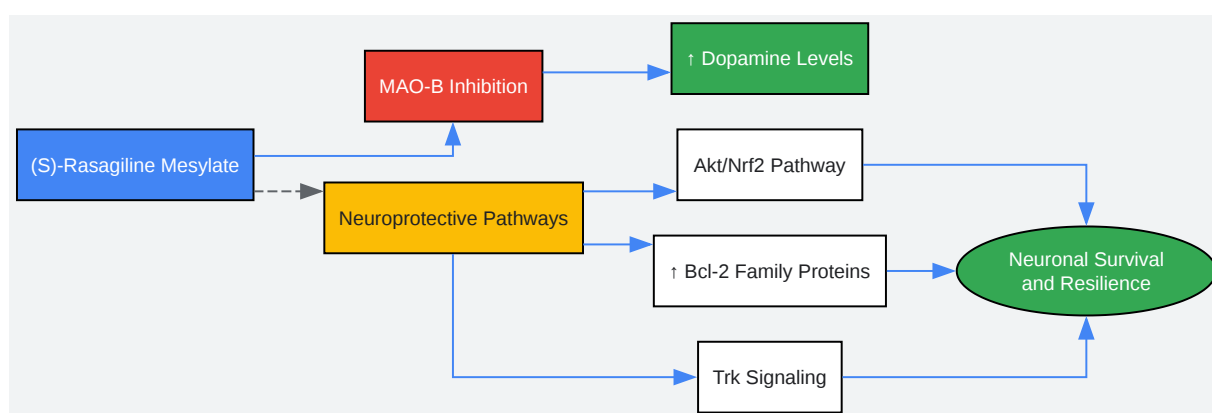 ↑ Dopamine Levels
MAO-B Inhibition
(S)-Rasagiline Mesylate
Akt/Nrf2 Pathway
Neuroprotective Pathways
↑ Bcl-2 Family Proteins
Neuronal Survival
and Resilience
Trk Signaling